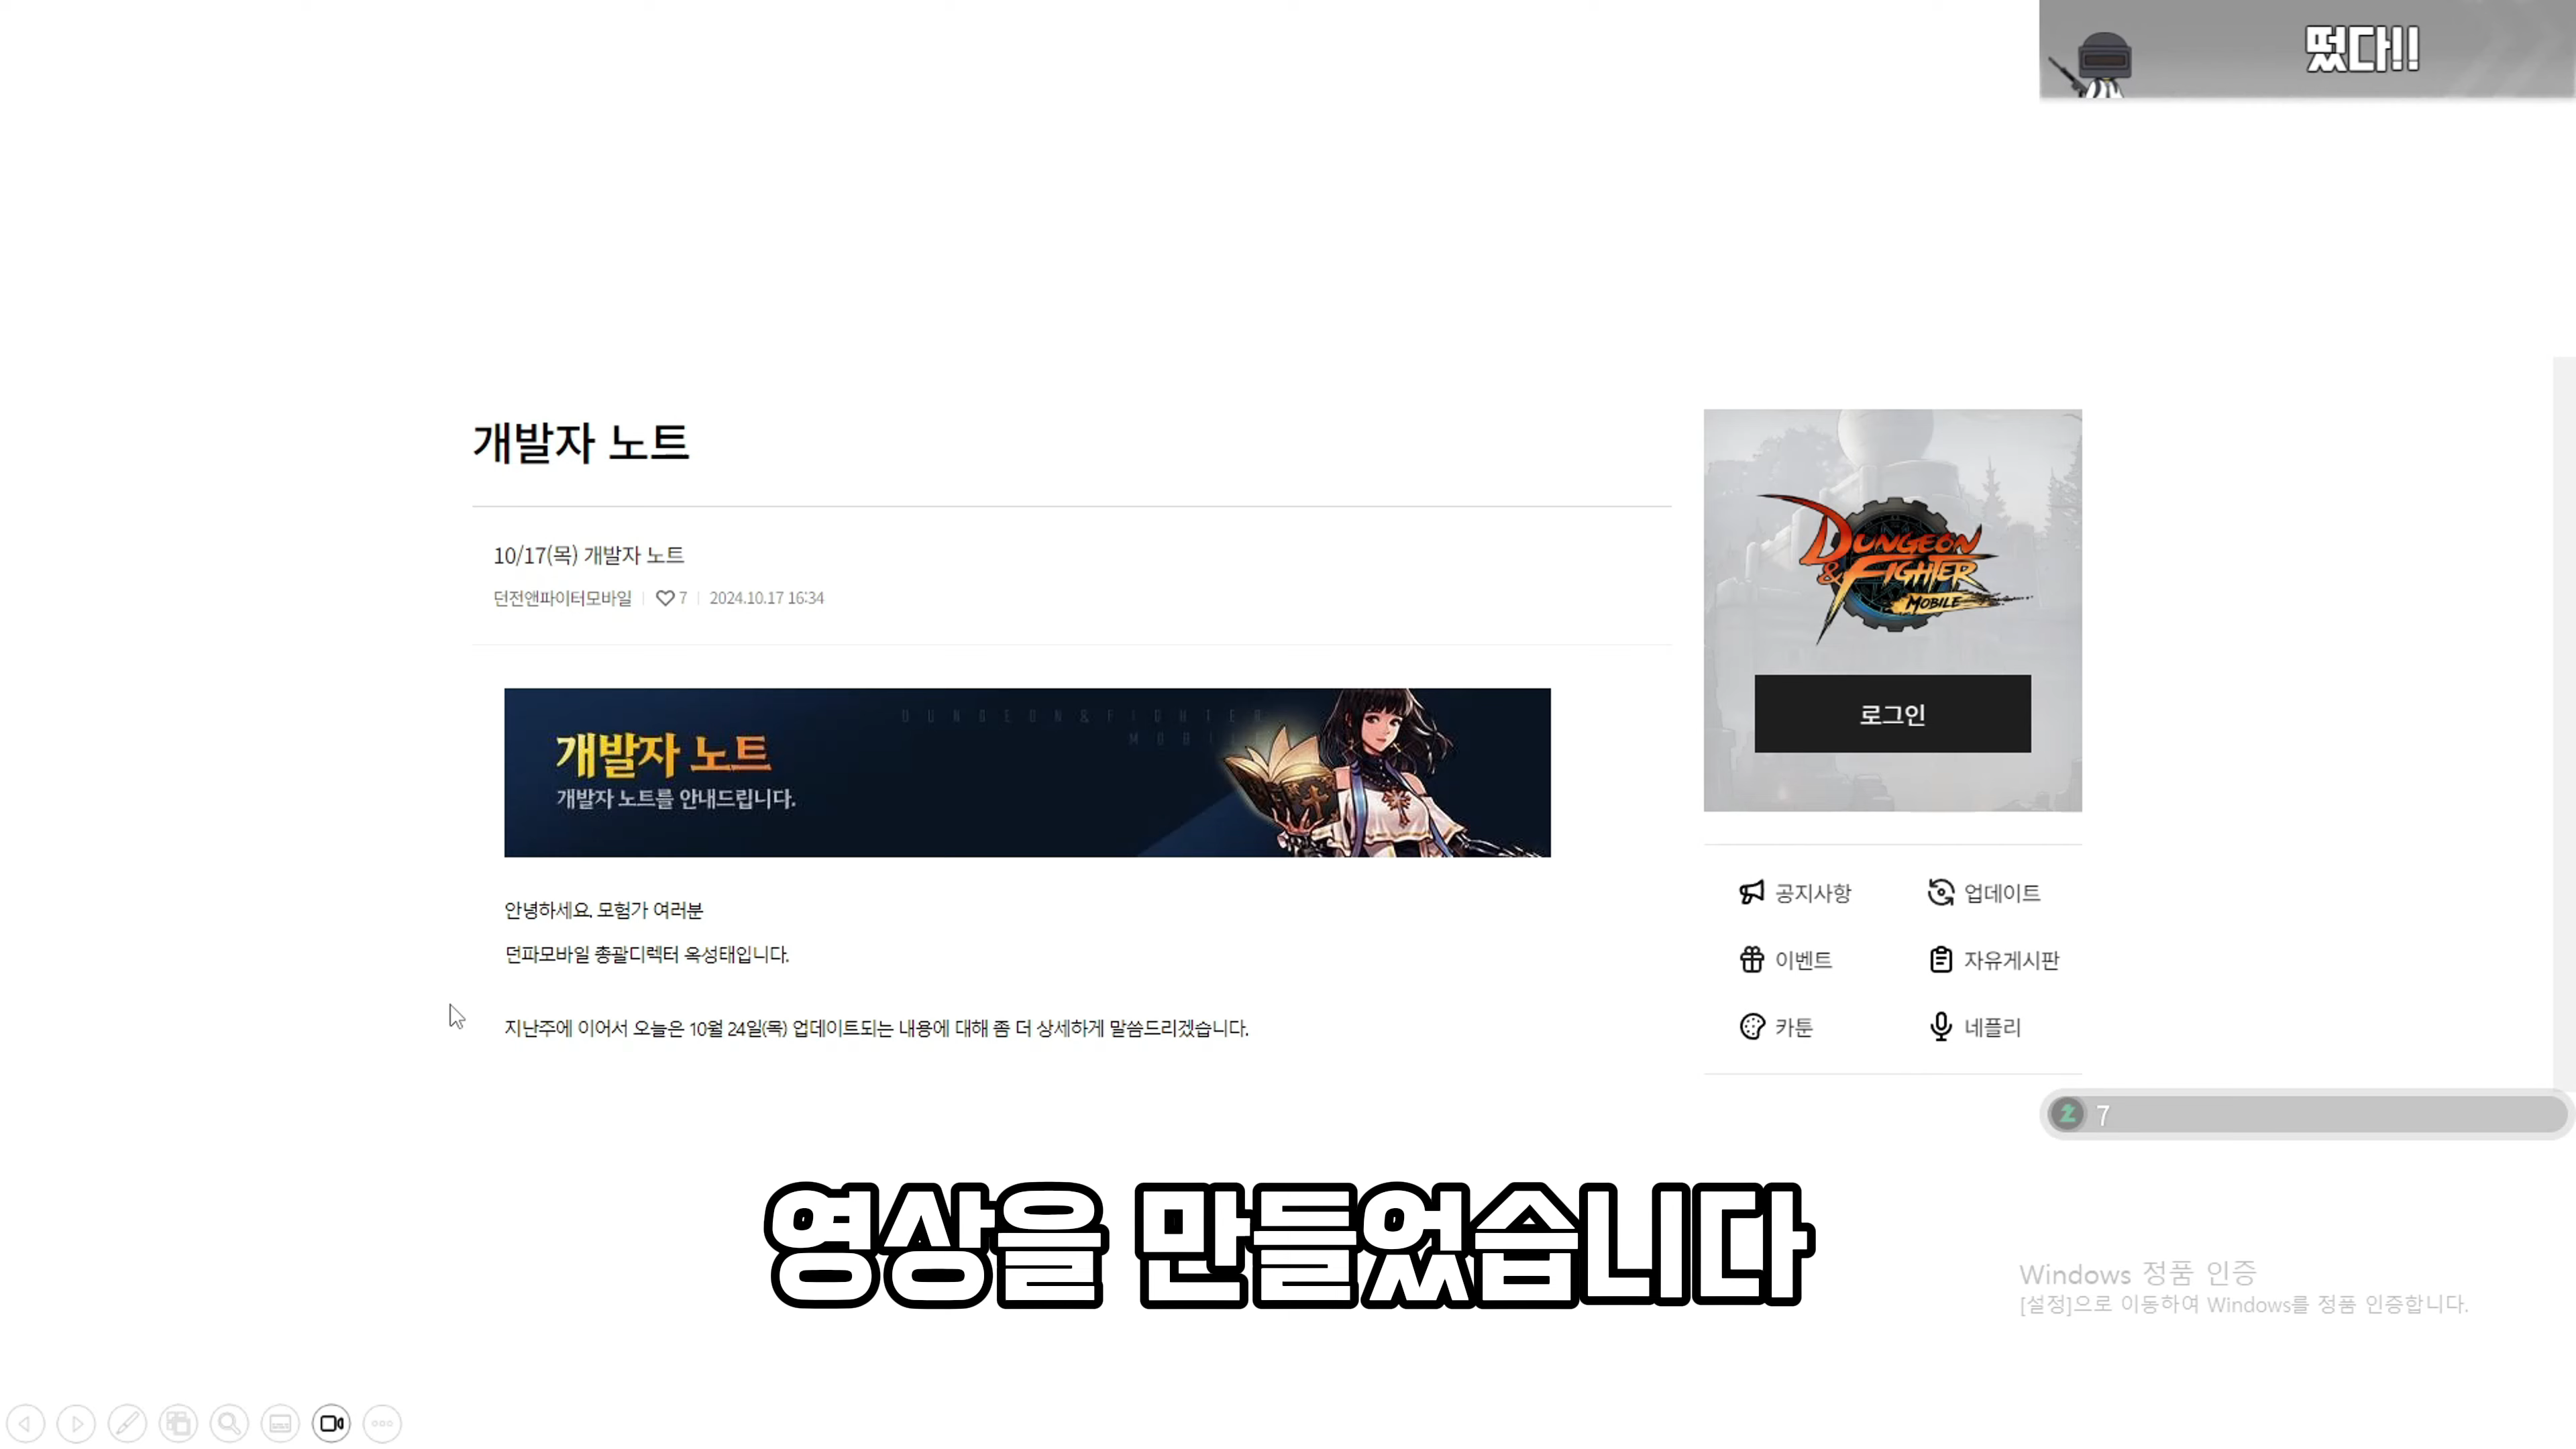 떴다!!
개발자 노트
10/17(목) 개발자 노트
던전앤파이터모바일 7 2024.10.17 16:34
DUNGEON&FIGHTER
개발자 노트
개발자 노트를 안내드립니다.
안녕하세요, 모험가 여러분
던파모바일 총괄디렉터 옥성태입니다.
지난주에 이어서 오늘은 10월 24일(목) 업데이트되는 내용에 대해 좀 더 상세하게 말씀드리겠습니다.
DUNGEON
& FIGHTER
MOBILE
로그인
공지사항 업데이트
이벤트 자유게시판
카툰 네플리
7
영상을 만들었습니다
Windows 정품 인증
[설정]으로 이동하여 Windows를 정품 인증합니다.